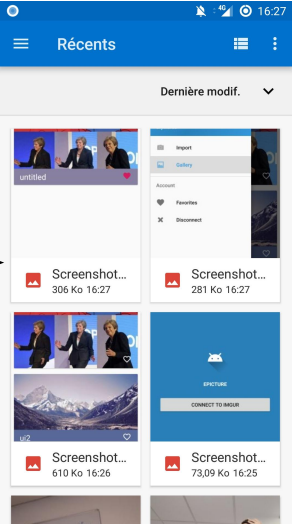 4G 16:27
Récents
Dernière modif.
untitled
Import
Gallery
Account
Favorites
Disconnect
Screenshot...
306 Ko 16:27
Screenshot...
281 Ko 16:27
ui2
EPICTURE
CONNECT TO IMGUR
Screenshot...
610 Ko 16:26
Screenshot...
73,09 Ko 16:25